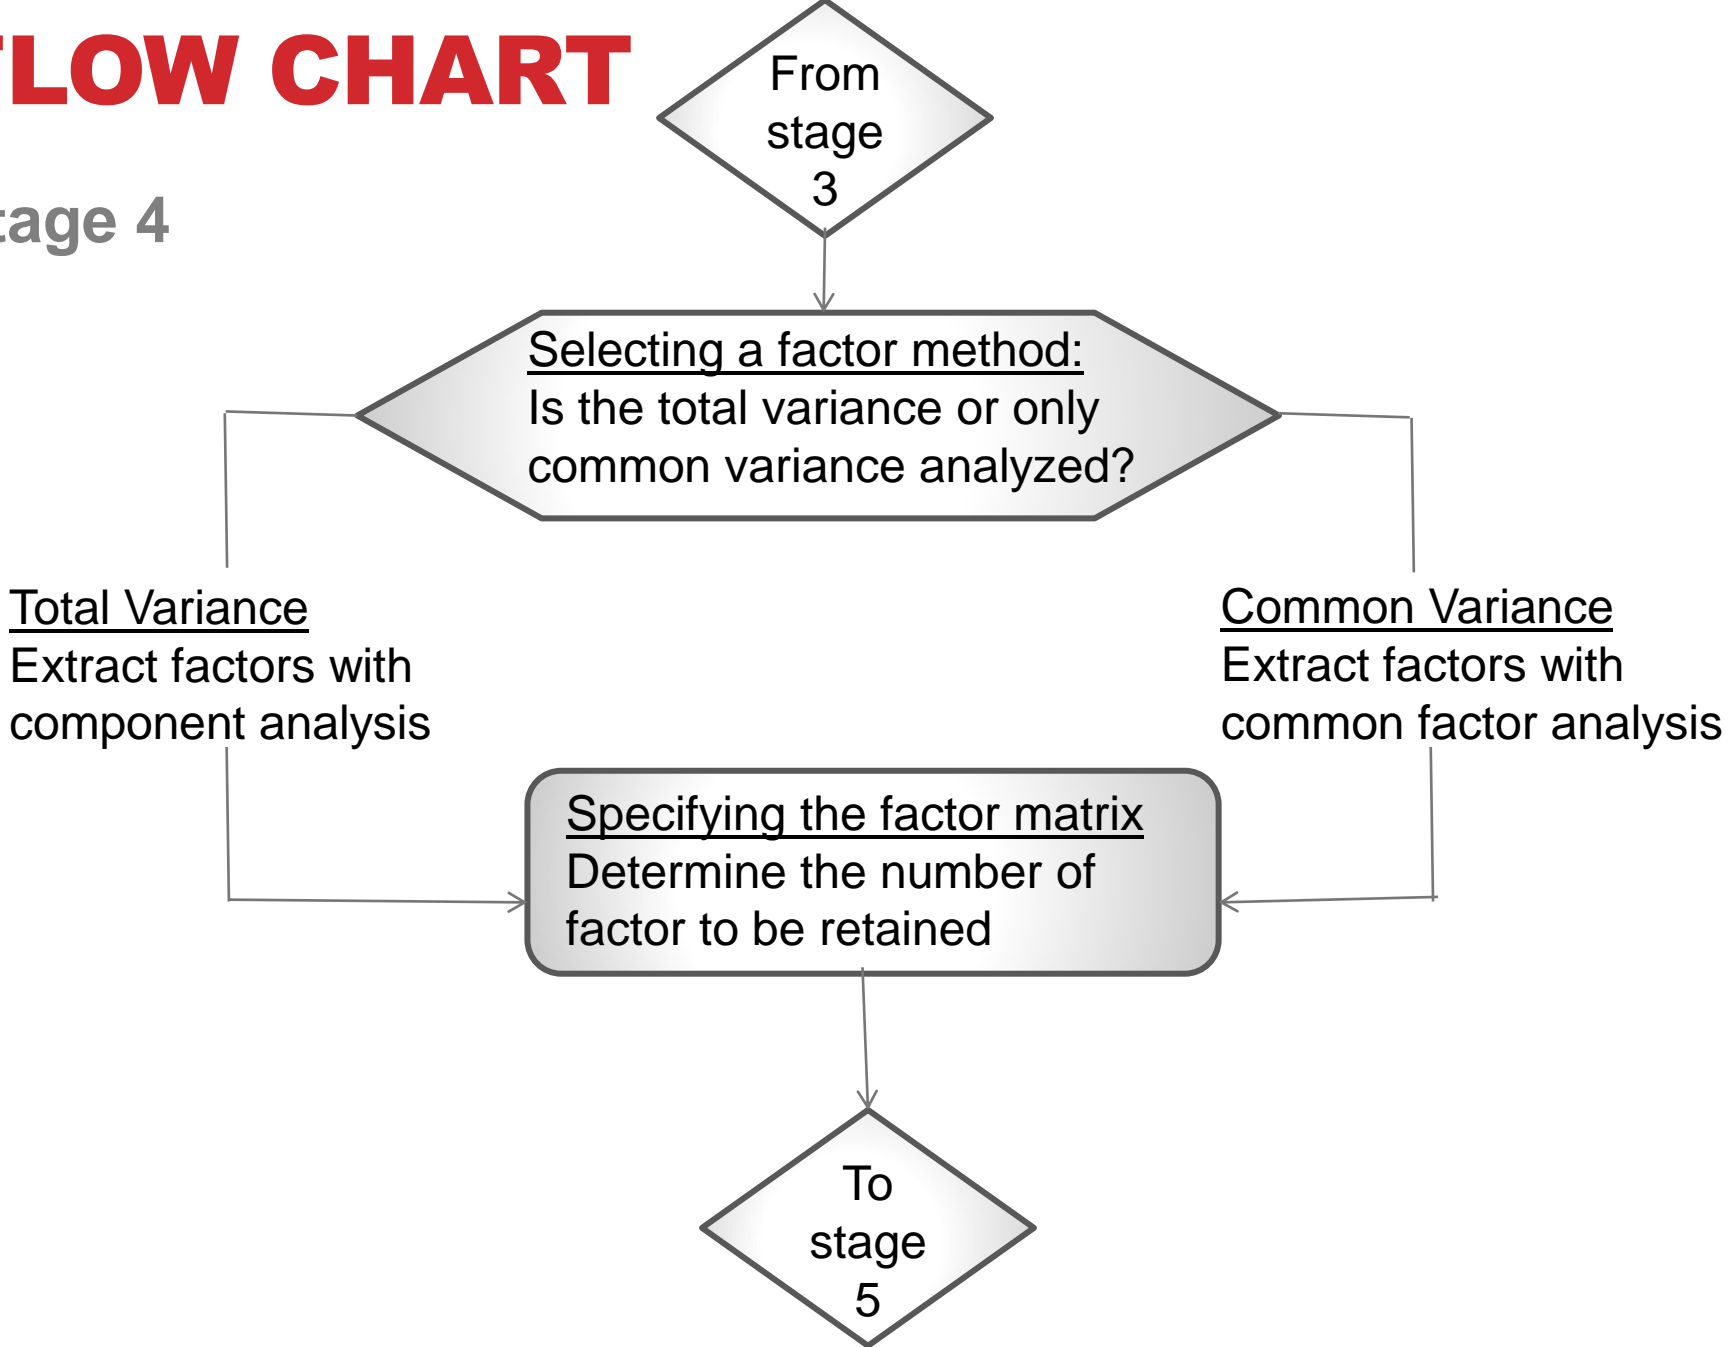 FLOW CHART
tage 4
From
stage
3
Selecting a factor method:
Is the total variance or only
common variance analyzed?
Total Variance
Extract factors with
component analysis
Common Variance
Extract factors with
common factor analysis
Specifying the factor matrix
Determine the number of
factor to be retained
To
stage
5